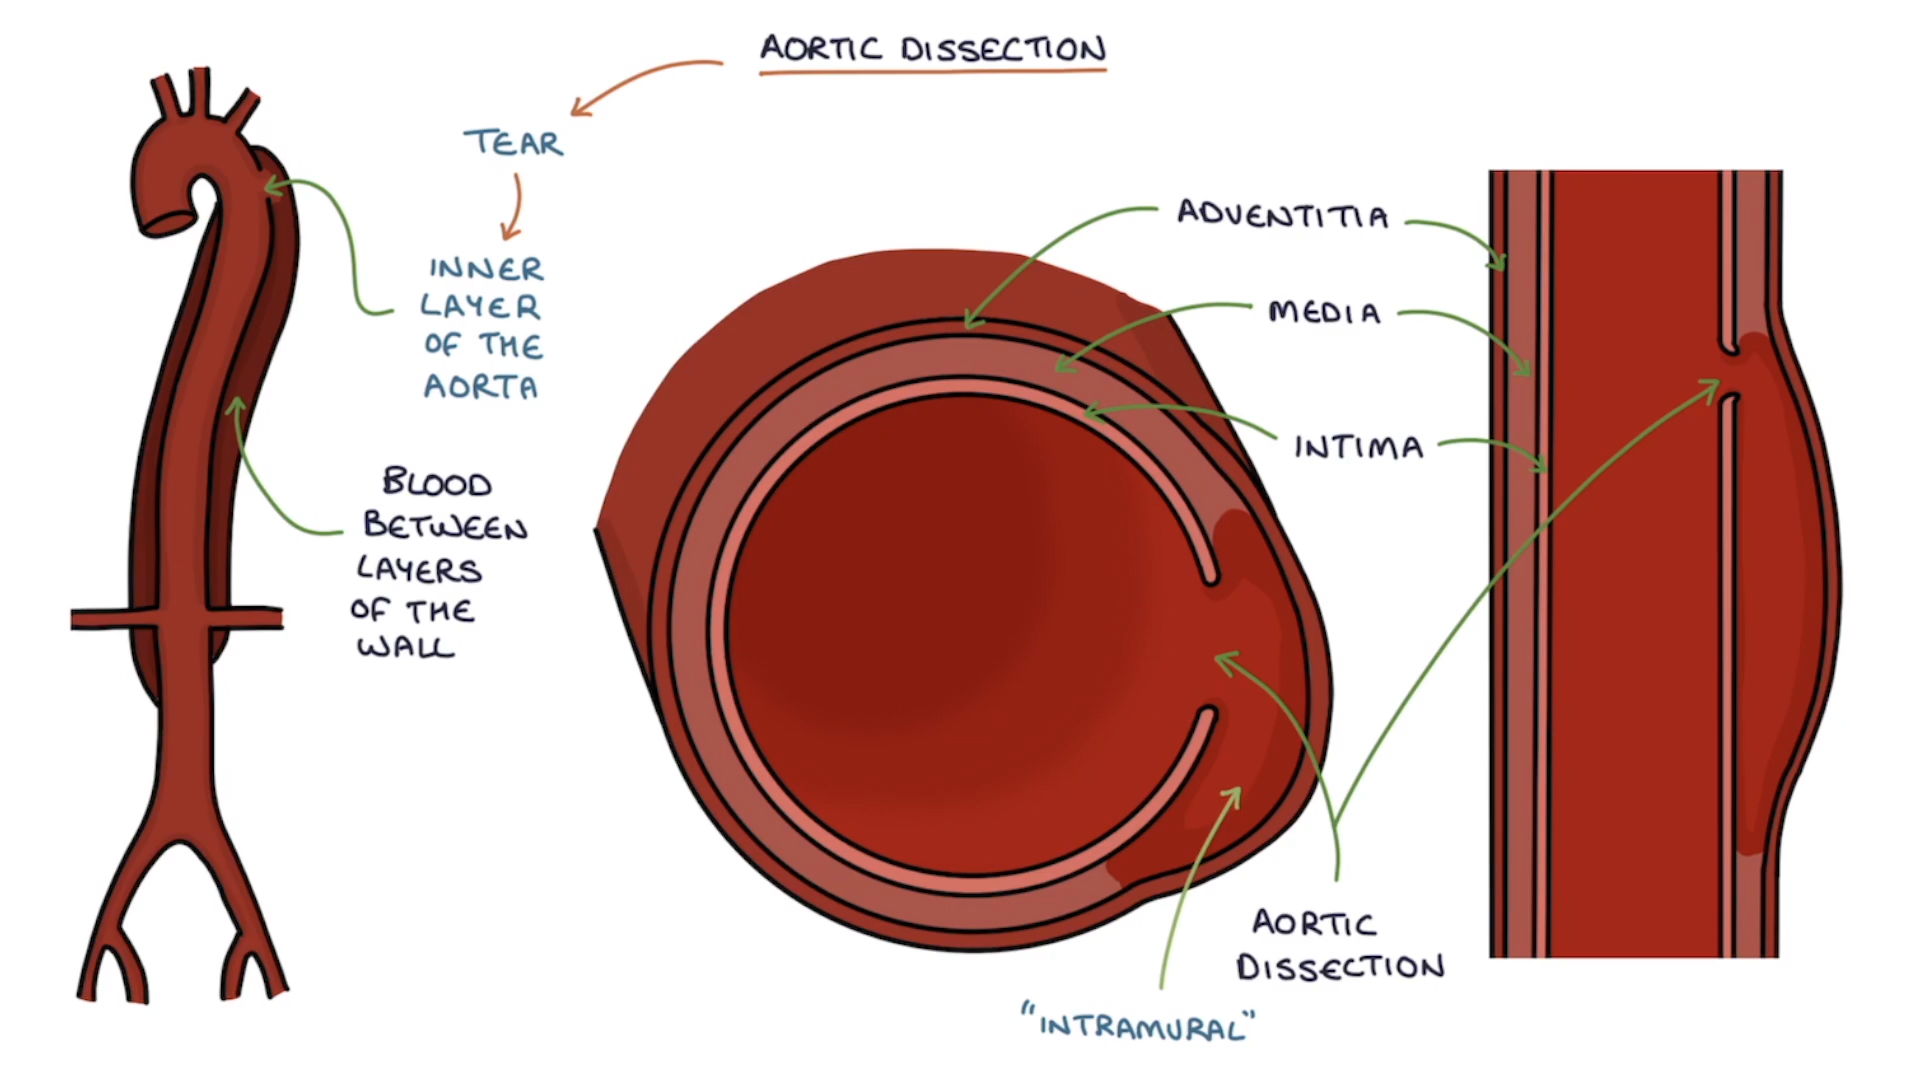 AORTIC DISSECTION
TEAR
INNER
LAYER
OF THE
AORTA
BLOOD
BETWEEN
LAYERS
OF THE
WALL
ADVENTITIA
MEDIA
INTIMA
AORTIC
DISSECTION
"INTRAMURAL"